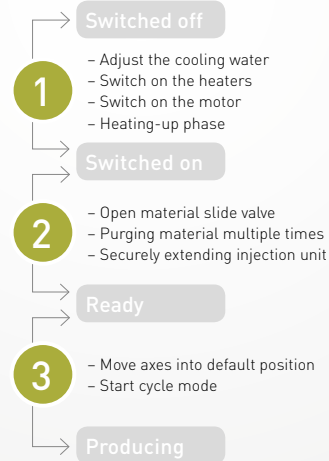 Switched off
1
– Adjust the cooling water
– Switch on the heaters
– Switch on the motor
– Heating-up phase
Switched on
2
– Open material slide valve
– Purging material multiple times
– Securely extending injection unit
Ready
3
– Move axes into default position
– Start cycle mode
Producing